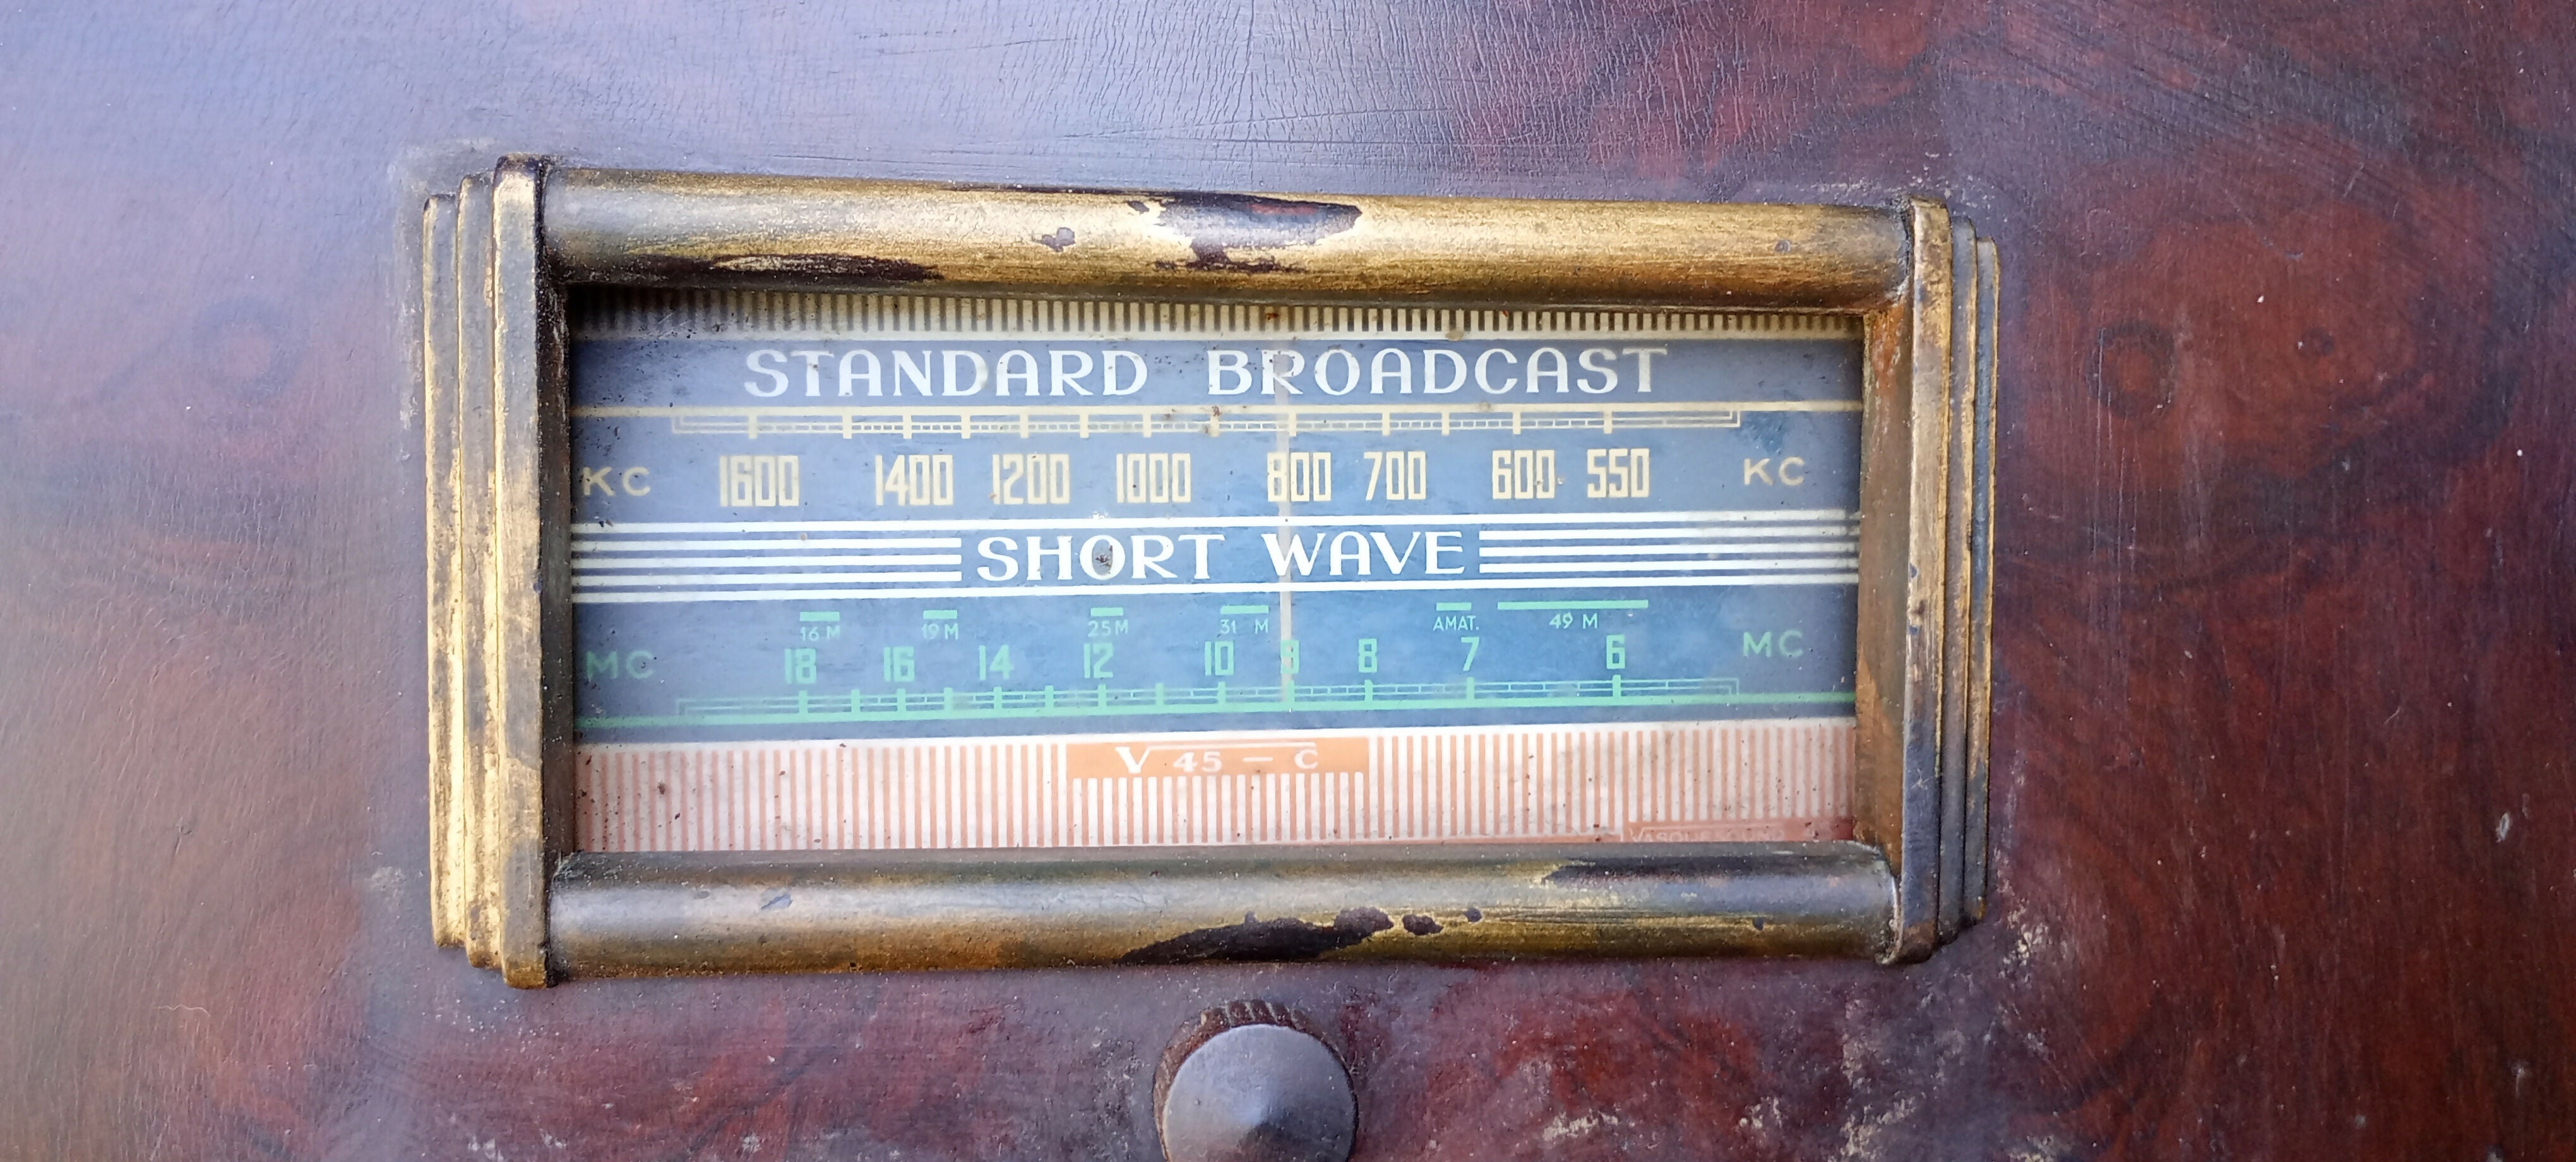 STANDARD BROADCAST
KC 1600 1400 1200 1000 800 700 600 550 KC
SHORT WAVE
16 M 19 M 25 M 31 M AMAT. 49 M
MC 18 16 14 12 10 9 8 7 6 MC
V 45 - C